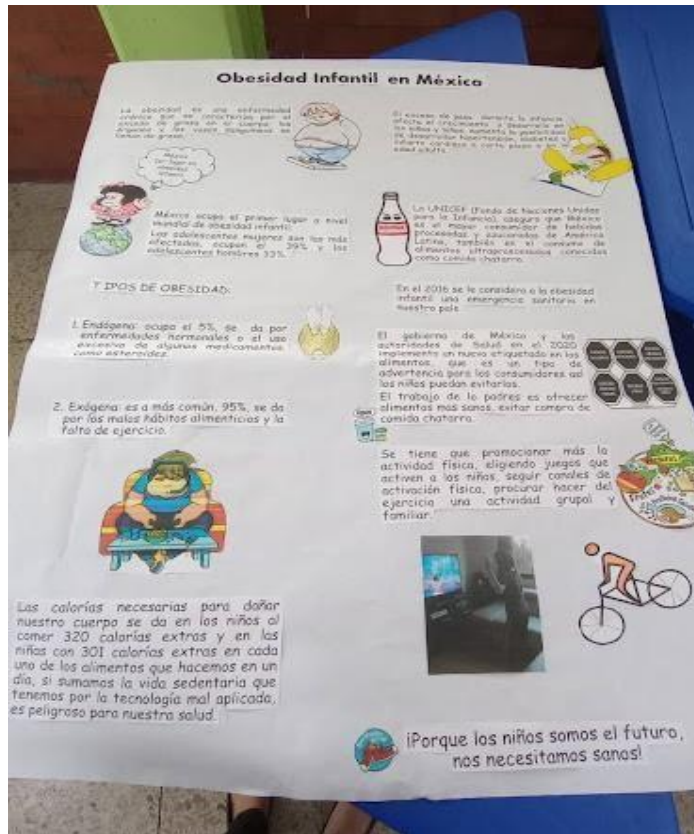 Obesidad Infantil en México
La obesidad es una enfermedad
crónica que se caracteriza por el
exceso de grasa en el cuerpo, los
órganos y los vasos sanguíneos se
llenan de grasa.
El exceso de peso durante la infancia
afecta el crecimiento y desarrollo en
los niños y niñas aumenta la posibilidad
de desarrollar hipertensión, diabetes e
infarto cardiaco a corto plazo o en la
edad adulta.
México
1er lugar en
obesidad
infantil
México ocupa el primer lugar a nivel
mundial de obesidad infantil.
Las adolescentes mujeres son las más
afectadas, ocupan el 39% y los
adolescentes hombres 33%.
La UNICEF (Fondo de Naciones Unidas
para la Infancia), asegura que México
es el mayor consumidor de bebidas
procesadas y azucaradas de América
Latina, también en el consumo de
alimentos ultraprocesados conocidos
como comida chatarra.
T IPOS DE OBESIDAD:
En el 2016 se le considero a la obesidad
infantil una emergencia sanitaria en
nuestro país
1. Endógena: ocupa el 5%, se da por
enfermedades hormonales o el uso
excesivo de algunos medicamentos
como esteroides.
El gobierno de México y las
autoridades de Salud en el 2020
implemento un nuevo etiquetado en los
alimentos, que es un tipo de
advertencia para los consumidores así
los niños puedan evitarlos.
El trabajo de lo padres es ofrecer
alimentos mas sanos, evitar compra de
comida chatarra.
2. Exógena: es a más común, 95%, se da
por los malos hábitos alimenticios y la
falta de ejercicio.
Se tiene que promocionar más la
actividad física, eligiendo juegos que
activen a los niños, seguir canales de
activación física, procurar hacer del
ejercicio una actividad grupal y
familiar.
Las calorías necesarias para dañar
nuestro cuerpo se da en los niños al
comer 320 calorías extras y en las
niñas con 301 calorías extras en cada
uno de los alimentos que hacemos en un
día, si sumamos la vida sedentaria que
tenemos por la tecnología mal aplicada,
es peligroso para nuestra salud.
¡Porque los niños somos el futuro,
nos necesitamos sanos!